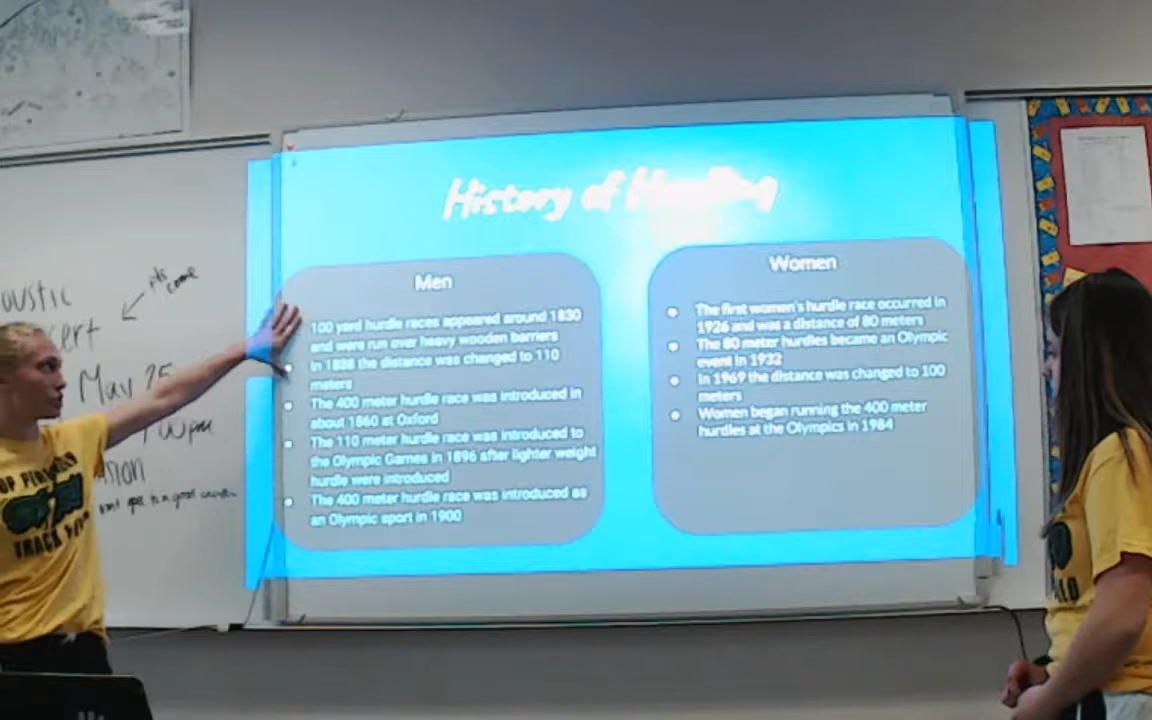 History of Hurdling
Men
100 yard hurdle races appeared around 1830
and were run over heavy wooden barriers
In 1888 the distance was changed to 110
meters
The 400 meter hurdle race was introduced in
about 1860 at Oxford
The 110 meter hurdle race was introduced to
the Olympic Games in 1896 after lighter weight
hurdle were introduced
The 400 meter hurdle race was introduced as
an Olympic sport in 1900
Women
The first women's hurdle race occurred in
1926 and was a distance of 80 meters
The 80 meter hurdles became an Olympic
event in 1932
In 1969 the distance was changed to 100
meters
Women began running the 400 meter
hurdles at the Olympics in 1984
pls
come
May 25
TRACK